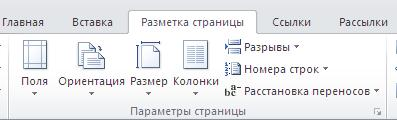 Главная Вставка Разметка страницы Ссылки Рассылки
Поля Ориентация Размер Колонки
Разрывы
Номера строк
Расстановка переносов
Параметры страницы